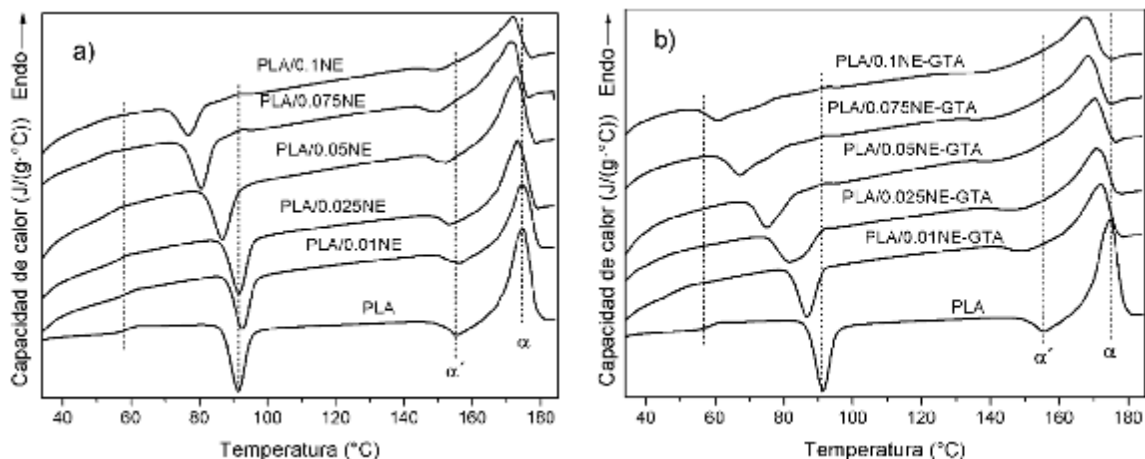 a)
PLA/0.1NE
PLA/0.075NE
PLA/0.05NE
PLA/0.025NE
PLA/0.01NE
PLA
α´
α
Capacidad de calor (J/(g·°C)) Endo →
40 60 80 100 120 140 160 180
Temperatura (°C)
b)
PLA/0.1NE-GTA
PLA/0.075NE-GTA
PLA/0.05NE-GTA
PLA/0.025NE-GTA
PLA/0.01NE-GTA
PLA
α´
α
Capacidad de calor (J/(g·°C)) Endo →
40 60 80 100 120 140 160 180
Temperatura (°C)